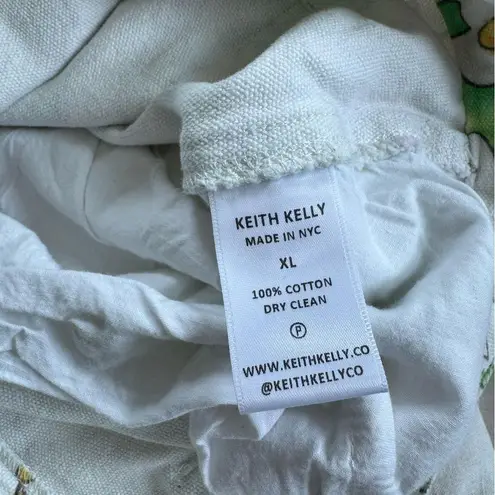 KEITH KELLY
MADE IN NYC
XL
100% COTTON
DRY CLEAN
P
WWW.KEITHKELLY.CO
@KEITHKELLYCO